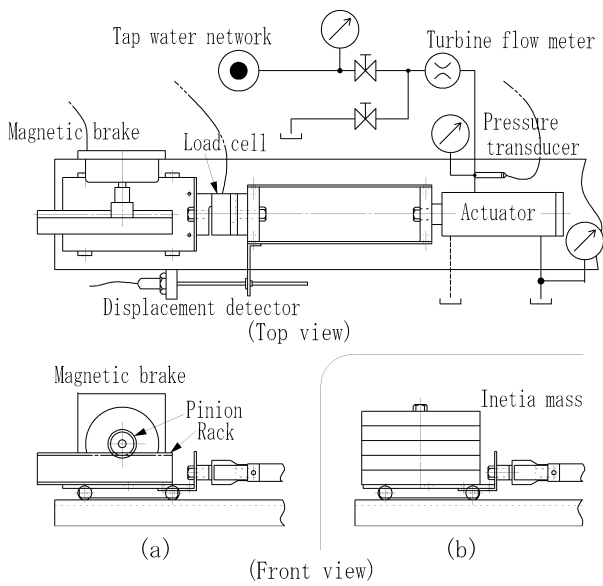 Tap water network
Turbine flow meter
Magnetic brake
Load cell
Pressure
transducer
Actuator
Displacement detector
(Top view)
Magnetic brake
Pinion
Rack
Inetia mass
(a)
(b)
(Front view)